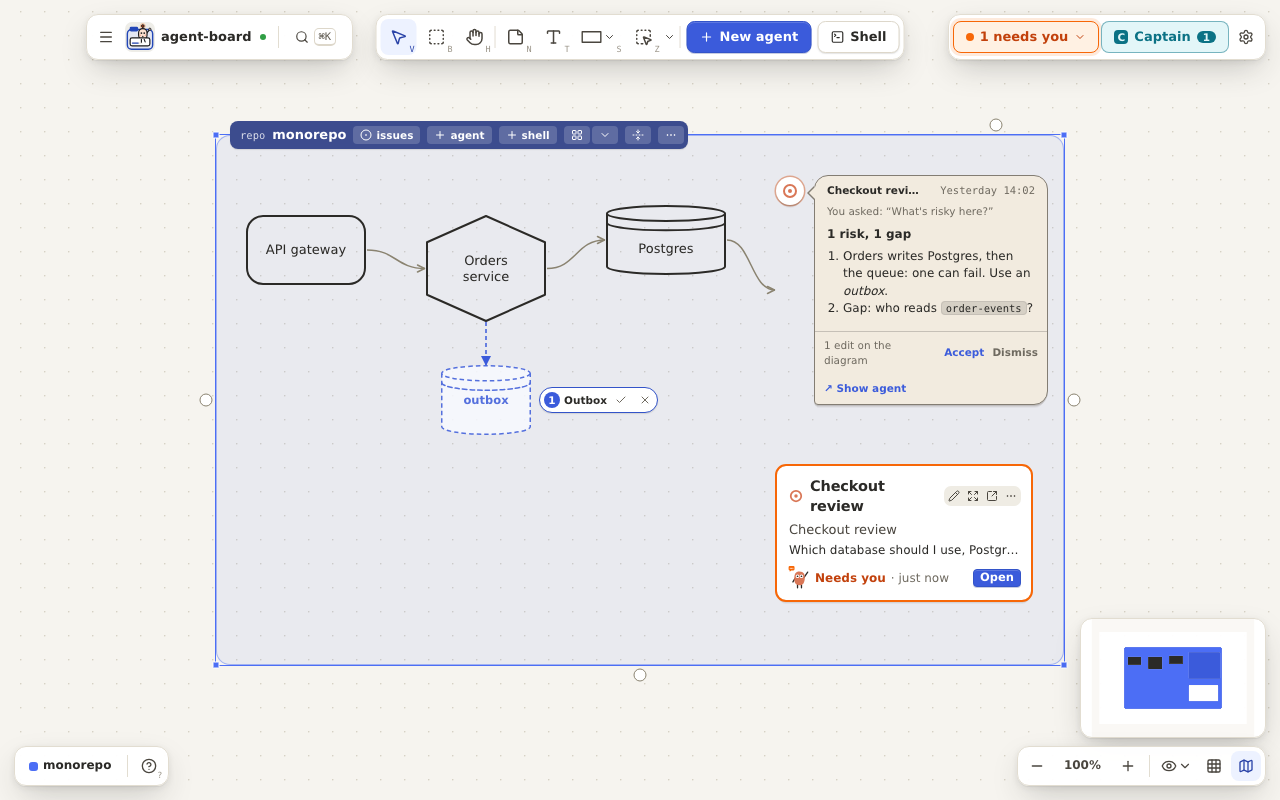 agent-board
⌘K
V
B
H
N
T
S
Z
+ New agent
Shell
1 needs you
C Captain 1
repo monorepo
issues
+ agent
+ shell
Checkout revi… Yesterday 14:02
You asked: “What's risky here?”
1 risk, 1 gap
1. Orders writes Postgres, then
the queue: one can fail. Use an
outbox.
2. Gap: who reads order-events?
1 edit on the
diagram
Accept Dismiss
↗ Show agent
API gateway
Orders
service
Postgres
outbox
1 Outbox
Checkout
review
Checkout review
Which database should I use, Postgr…
Needs you · just now
Open
monorepo
?
100%